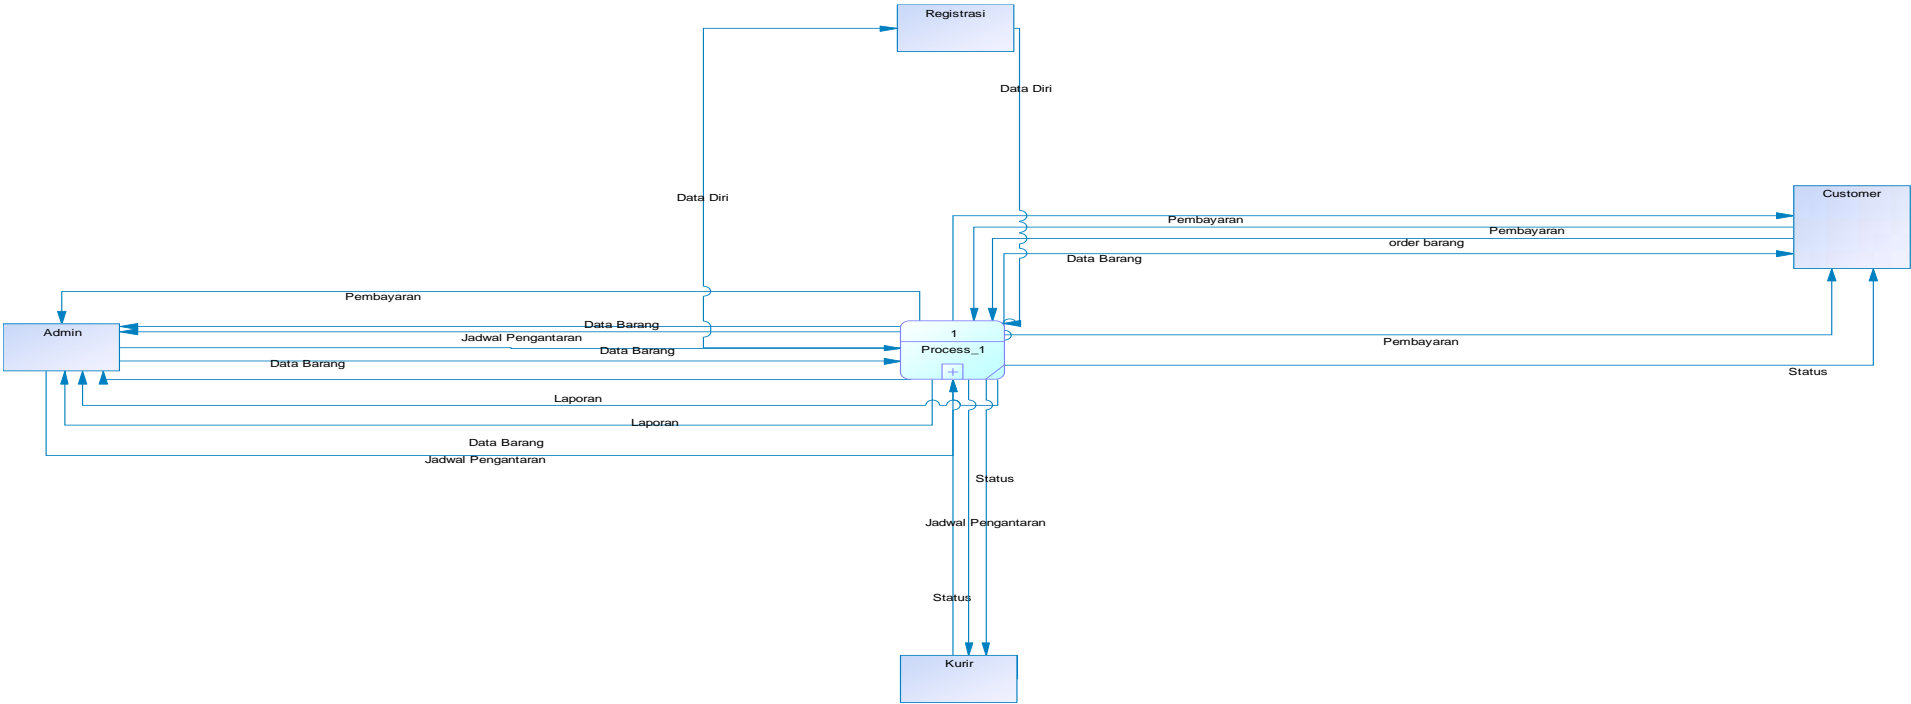 Registrasi
Data Diri
Customer
Data Diri
Pembayaran
Pembayaran
order barang
Data Barang
Pembayaran
Data Barang
Admin
1
Jadwal Pengantaran
Pembayaran
Data Barang
Process_1
Data Barang
Status
Laporan
Laporan
Data Barang
Jadwal Pengantaran
Status
Jadwal Pengantaran
Status
Kurir